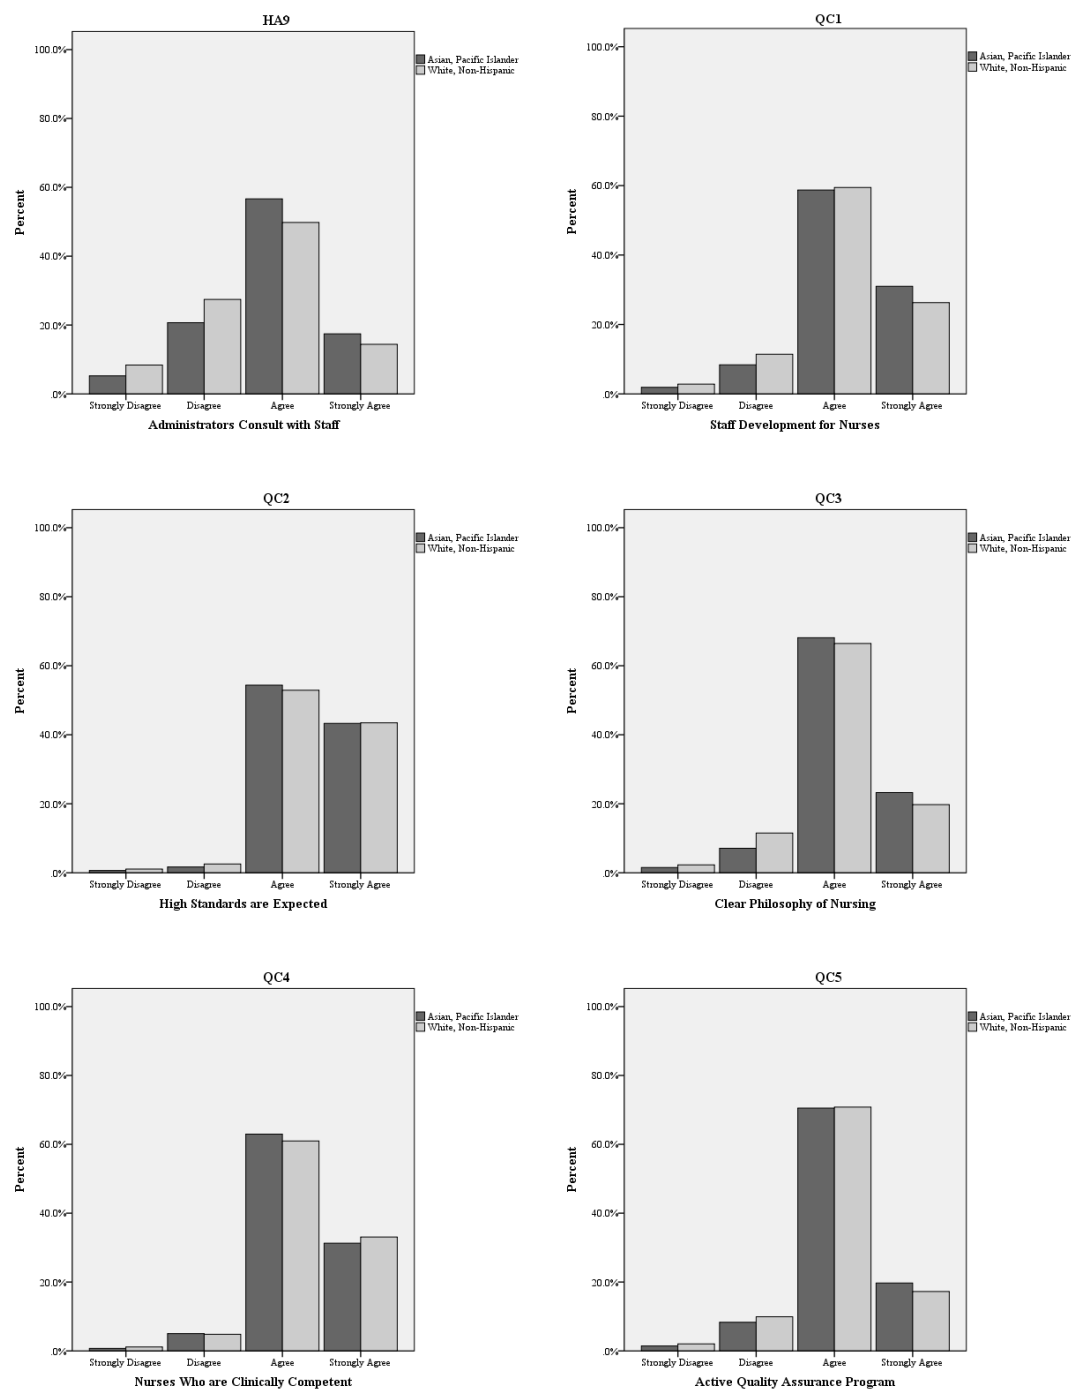 HA9
100.0%
80.0%
60.0%
40.0%
20.0%
.0%
Percent
Strongly Disagree Disagree Agree Strongly Agree
Administrators Consult with Staff
Asian, Pacific Islander
White, Non-Hispanic
QC1
100.0%
80.0%
60.0%
40.0%
20.0%
.0%
Percent
Strongly Disagree Disagree Agree Strongly Agree
Staff Development for Nurses
Asian, Pacific Islander
White, Non-Hispanic
QC2
100.0%
80.0%
60.0%
40.0%
20.0%
.0%
Percent
Strongly Disagree Disagree Agree Strongly Agree
High Standards are Expected
Asian, Pacific Islander
White, Non-Hispanic
QC3
100.0%
80.0%
60.0%
40.0%
20.0%
.0%
Percent
Strongly Disagree Disagree Agree Strongly Agree
Clear Philosophy of Nursing
Asian, Pacific Islander
White, Non-Hispanic
QC4
100.0%
80.0%
60.0%
40.0%
20.0%
.0%
Percent
Strongly Disagree Disagree Agree Strongly Agree
Nurses Who are Clinically Competent
Asian, Pacific Islander
White, Non-Hispanic
QC5
100.0%
80.0%
60.0%
40.0%
20.0%
.0%
Percent
Strongly Disagree Disagree Agree Strongly Agree
Active Quality Assurance Program
Asian, Pacific Islander
White, Non-Hispanic